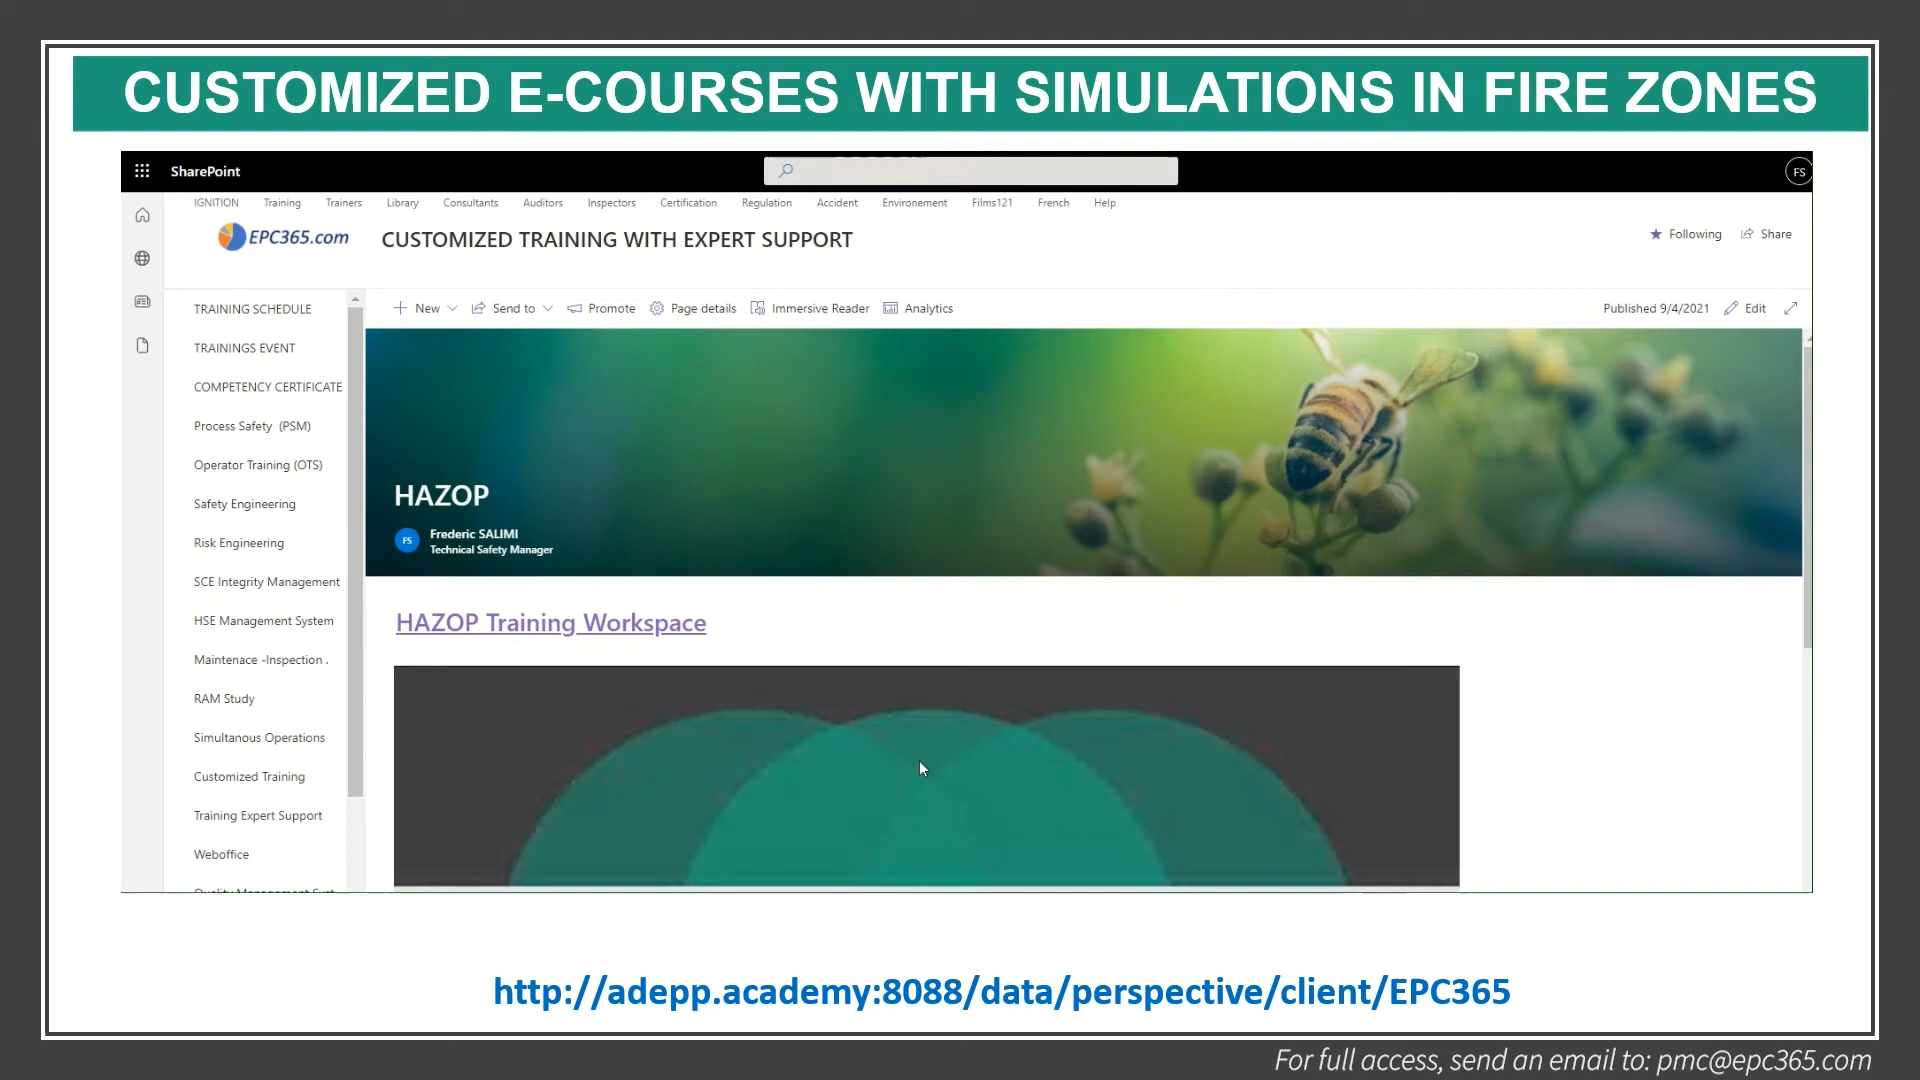 CUSTOMIZED E-COURSES WITH SIMULATIONS IN FIRE ZONES
SharePoint
FS
IGNITION Training Trainers Library Consultants Auditors Inspectors Certification Regulation Accident Environement Films121 French Help
EPC365.com CUSTOMIZED TRAINING WITH EXPERT SUPPORT
Following Share
New Send to Promote Page details Immersive Reader Analytics Published 9/4/2021 Edit
TRAINING SCHEDULE
TRAININGS EVENT
COMPETENCY CERTIFICATE
Process Safety (PSM)
Operator Training (OTS)
Safety Engineering
Risk Engineering
SCE Integrity Management
HSE Management System
Maintenace -Inspection .
RAM Study
Simultanous Operations
Customized Training
Training Expert Support
Weboffice
Quality Management Syst
HAZOP
FS
Frederic SALIMI
Technical Safety Manager
HAZOP Training Workspace
http://adepp.academy:8088/data/perspective/client/EPC365
For full access, send an email to: pmc@epc365.com